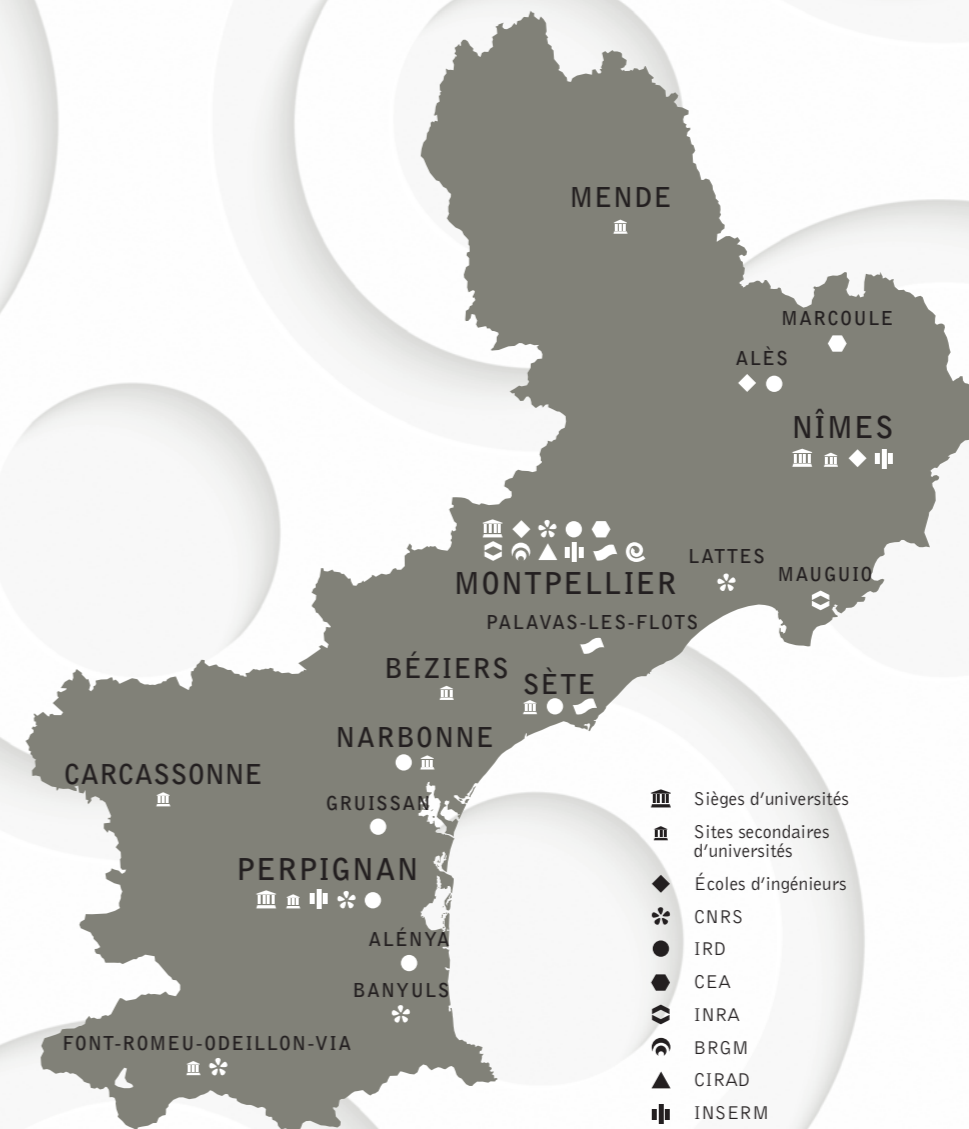 MENDE
MARCOULE
ALÈS
NÎMES
LATTES
MAUGUIO
MONTPELLIER
PALAVAS-LES-FLOTS
BÉZIERS
SÈTE
NARBONNE
CARCASSONNE
GRUISSAN
PERPIGNAN
ALÉNYA
BANYULS
FONT-ROMEU-ODEILLON-VIA
Sièges d'universités
Sites secondaires
d'universités
Écoles d'ingénieurs
CNRS
IRD
CEA
INRA
BRGM
CIRAD
INSERM